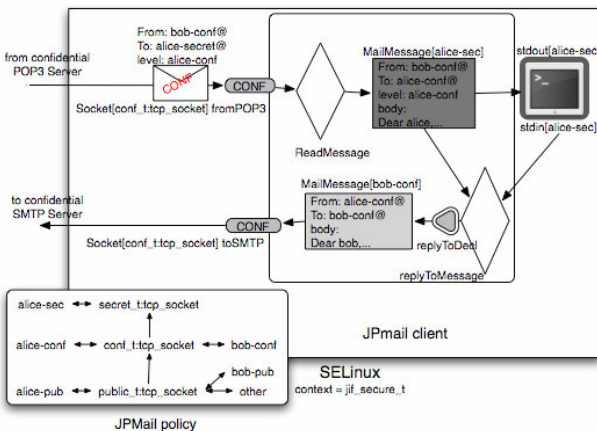 from confidential
POP3 Server
From: bob-conf@
To: alice-secret@
level: alice-conf
CONF
Socket[conf_t:tcp_socket] fromPOP3
CONF
ReadMessage
MailMessage[alice-sec]
From: bob-conf@
To: alice-conf@
level: alice-conf
body:
Dear alice,...
stdout[alice-sec]
>_
stdin[alice-sec]
to confidential
SMTP Server
CONF
Socket[conf_t:tcp_socket] toSMTP
MailMessage[bob-conf]
From: alice-conf@
To: bob-conf@
body:
Dear bob,...
replyToDecl
replyToMessage
JPmail client
alice-sec
secret_t:tcp_socket
alice-conf
conf_t:tcp_socket
bob-conf
bob-pub
alice-pub
public_t:tcp_socket
other
JPMail policy
SELinux
context = jif_secure_t